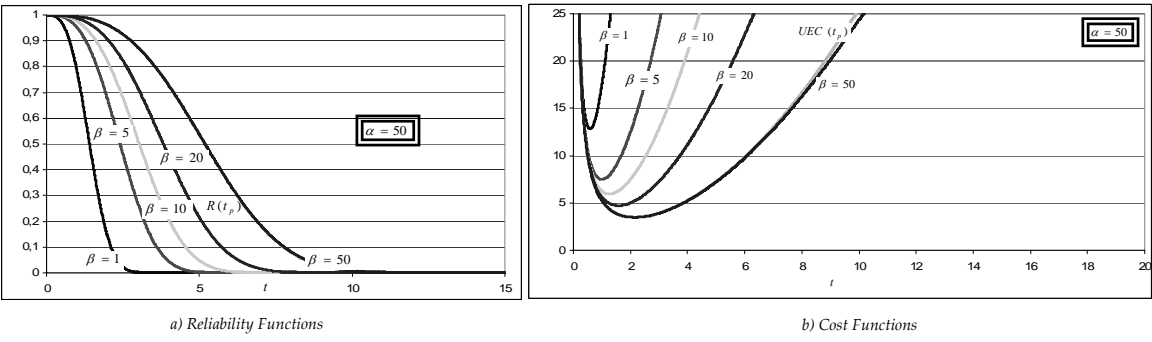 1
0,9
0,8
0,7
0,6
0,5
0,4
0,3
0,2
0,1
0
β = 5
β = 20
β = 10
R(t_p)
β = 1
β = 50
α = 50
0 5 t 10 15
a) Reliability Functions
25
20
15
10
5
0
β = 1
β = 10
UEC (t_p)
α = 50
β = 5
β = 20
β = 50
0 2 4 6 8 10 12 14 16 18 20
t
b) Cost Functions